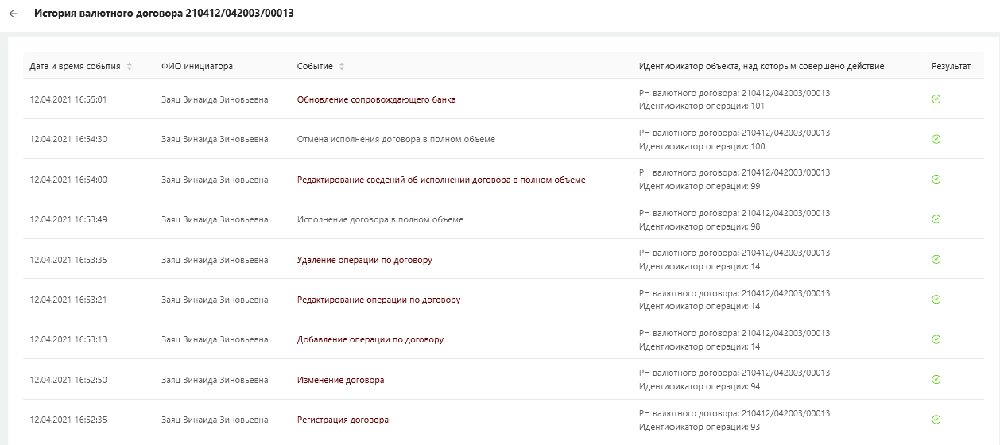 История валютного договора 210412/042003/00013
Дата и время события ФИО инициатора Событие Идентификатор объекта, над которым совершено действие Результат
12.04.2021 16:55:01 Заяц Зинаида Зиновьевна Обновление сопровождающего банка РН валютного договора: 210412/042003/00013
Идентификатор операции: 101
12.04.2021 16:54:30 Заяц Зинаида Зиновьевна Отмена исполнения договора в полном объеме РН валютного договора: 210412/042003/00013
Идентификатор операции: 100
12.04.2021 16:54:00 Заяц Зинаида Зиновьевна Редактирование сведений об исполнении договора в полном объеме РН валютного договора: 210412/042003/00013
Идентификатор операции: 99
12.04.2021 16:53:49 Заяц Зинаида Зиновьевна Исполнение договора в полном объеме РН валютного договора: 210412/042003/00013
Идентификатор операции: 98
12.04.2021 16:53:35 Заяц Зинаида Зиновьевна Удаление операции по договору РН валютного договора: 210412/042003/00013
Идентификатор операции: 14
12.04.2021 16:53:21 Заяц Зинаида Зиновьевна Редактирование операции по договору РН валютного договора: 210412/042003/00013
Идентификатор операции: 14
12.04.2021 16:53:13 Заяц Зинаида Зиновьевна Добавление операции по договору РН валютного договора: 210412/042003/00013
Идентификатор операции: 14
12.04.2021 16:52:50 Заяц Зинаида Зиновьевна Изменение договора РН валютного договора: 210412/042003/00013
Идентификатор операции: 94
12.04.2021 16:52:35 Заяц Зинаида Зиновьевна Регистрация договора РН валютного договора: 210412/042003/00013
Идентификатор операции: 93